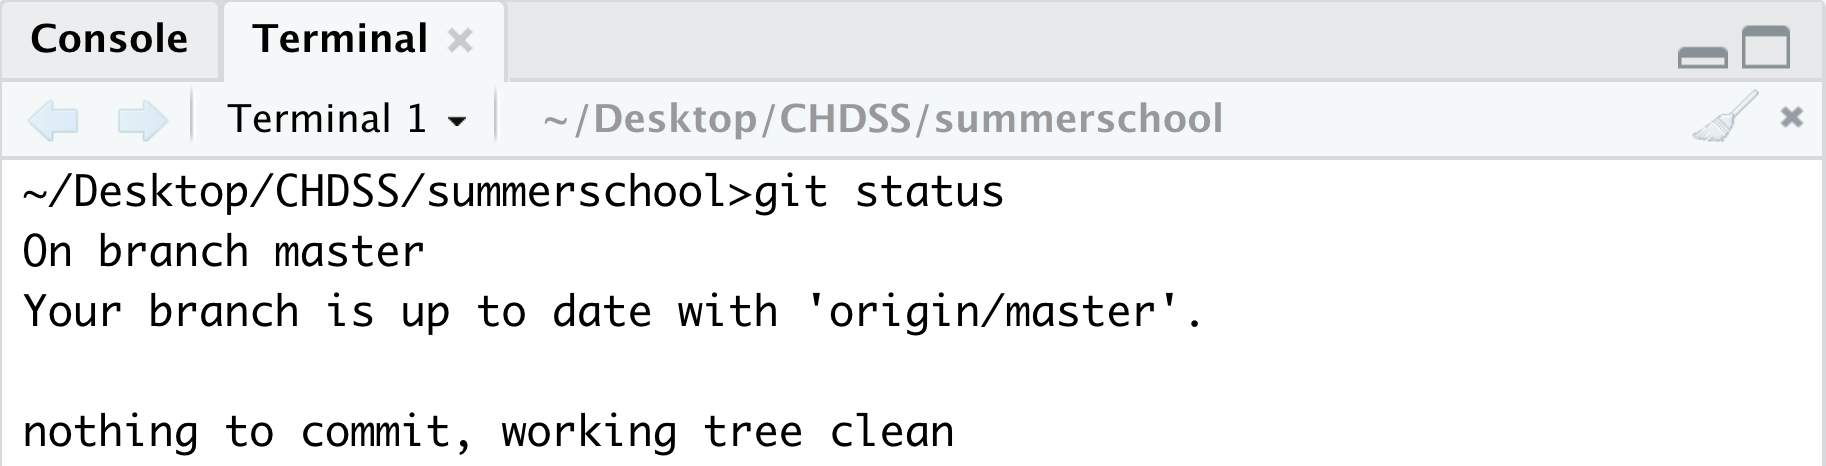 Console Terminal
Terminal 1 ~/Desktop/CHDSS/summerschool
~/Desktop/CHDSS/summerschool>git status
On branch master
Your branch is up to date with 'origin/master'.
nothing to commit, working tree clean